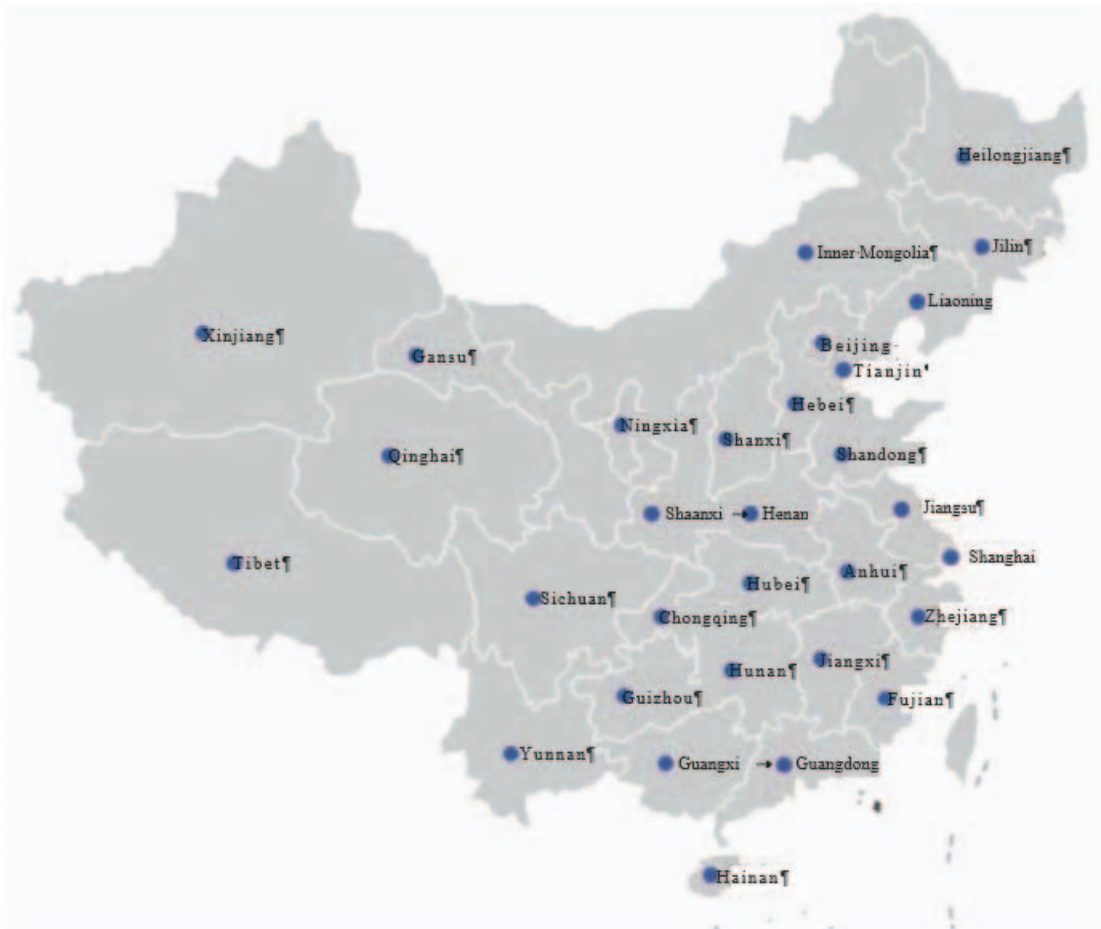 Heilongjiang¶
Inner·Mongolia¶
Jilin¶
Liaoning
Xinjiang¶
Beijing·
Gansu¶
Tianjin'
Hebei¶
Ningxia¶
Shanxi¶
Qinghai¶
Shandong¶
Shaanxi → Henan
Jiangsu¶
Shanghai
Tibet¶
Anhui¶
Hubei¶
Sichuan¶
Chongqing¶
Zhejiang¶
Jiangxi¶
Hunan¶
Guizhou¶
Fujian¶
Yunnan¶
Guangxi → Guangdong
Hainan¶